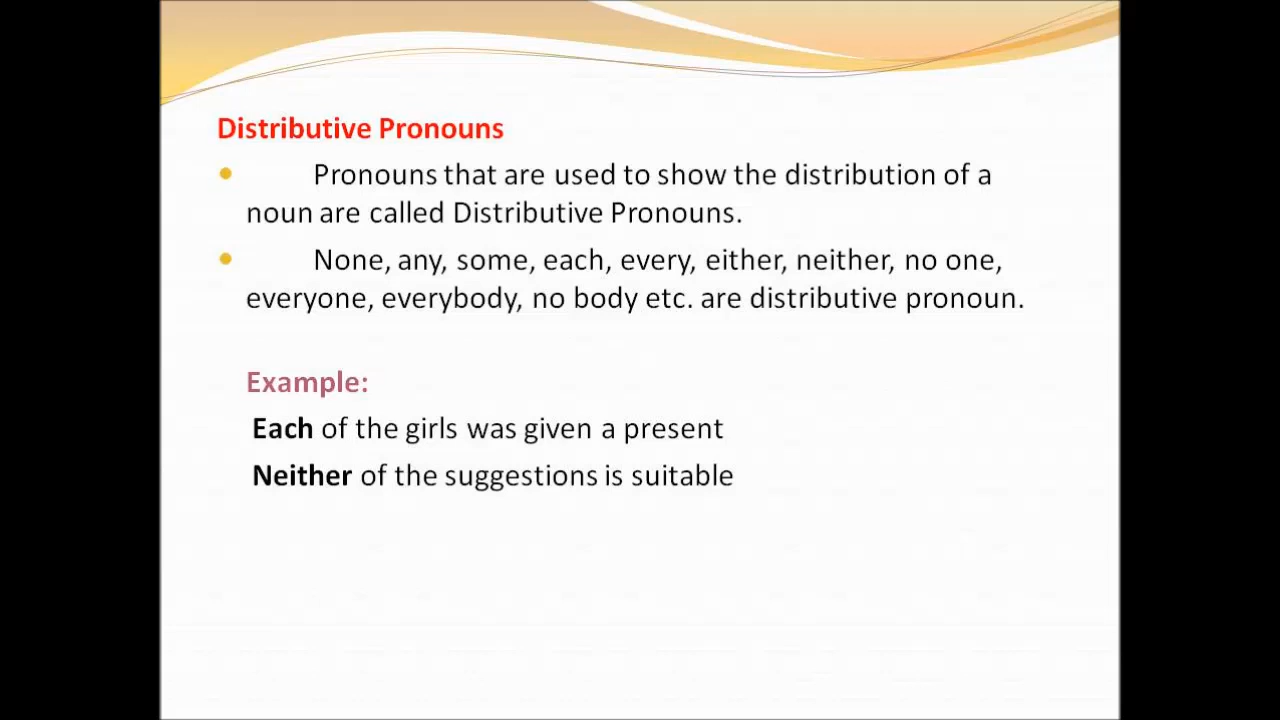 Distributive Pronouns
Pronouns that are used to show the distribution of a
noun are called Distributive Pronouns.
None, any, some, each, every, either, neither, no one,
everyone, everybody, no body etc. are distributive pronoun.
Example:
Each of the girls was given a present
Neither of the suggestions is suitable